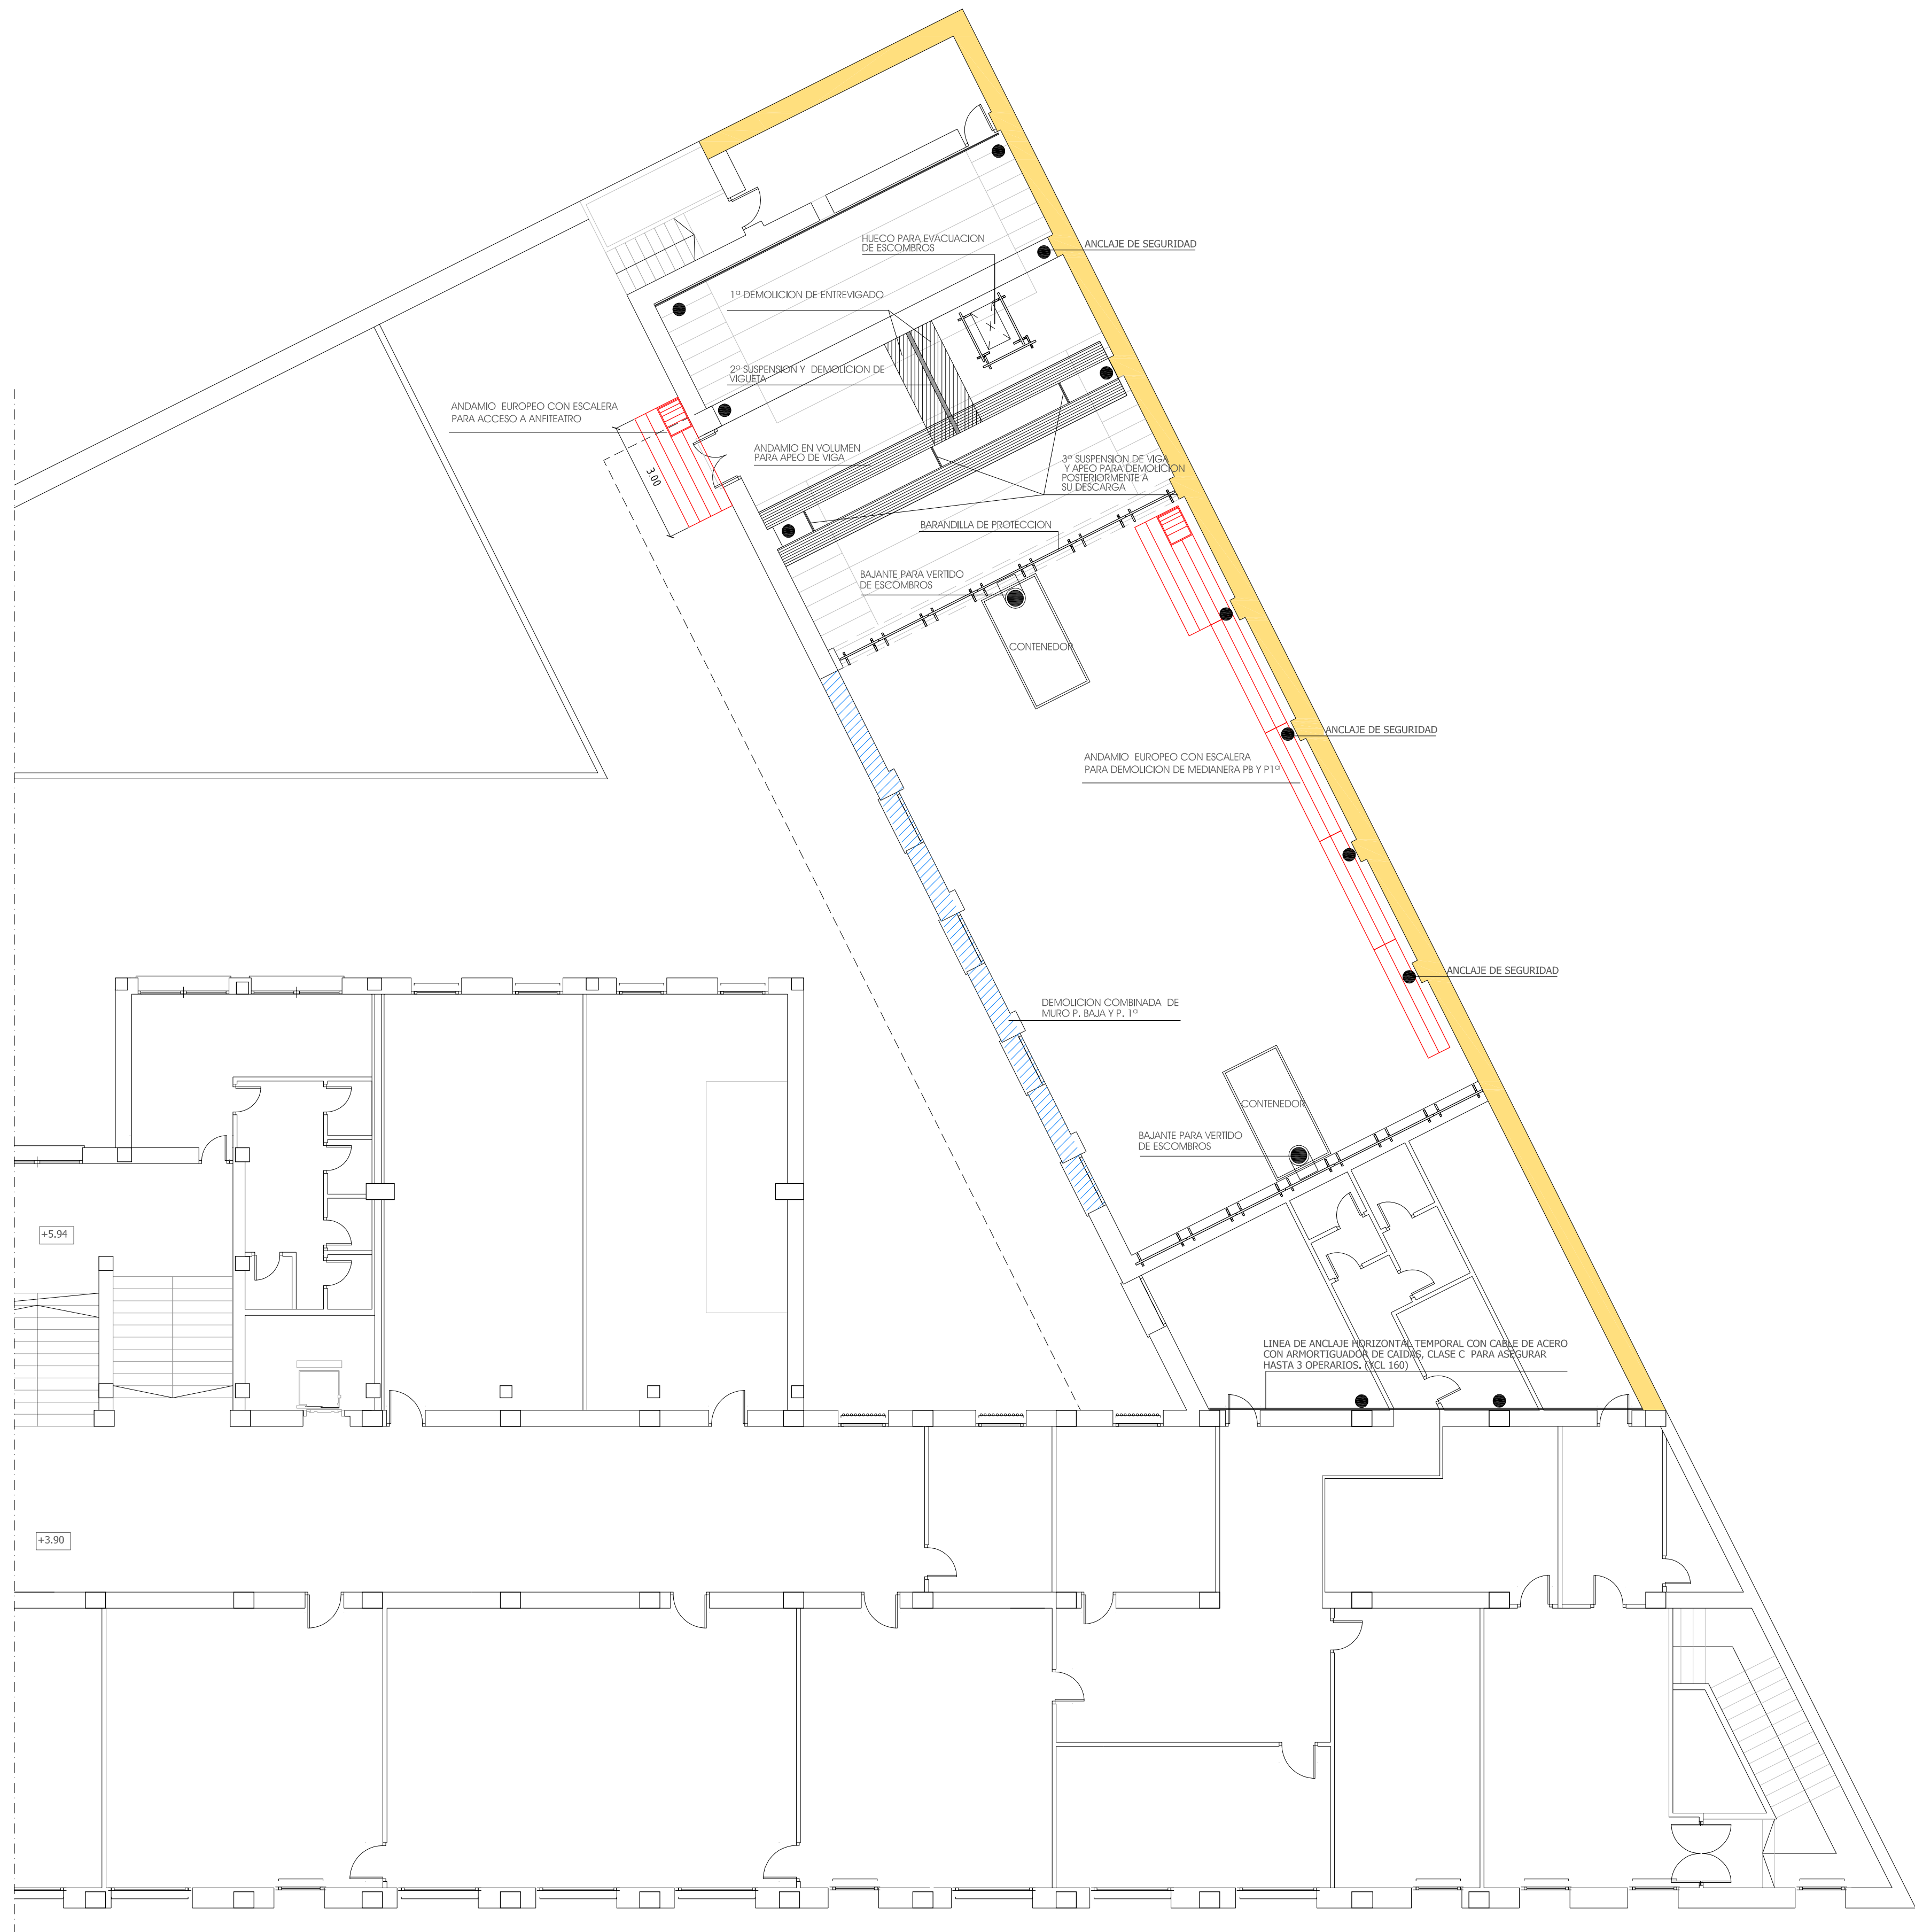 HUECO PARA EVACUACION
DE ESCOMBROS
ANCLAJE DE SEGURIDAD
1ª DEMOLICION DE ENTREVIGADO
2º SUSPENSION Y DEMOLICION DE
VIGUETA
ANDAMIO EUROPEO CON ESCALERA
PARA ACCESO A ANFITEATRO
3.00
ANDAMIO EN VOLUMEN
PARA APEO DE VIGA
3º SUSPENSION DE VIGA
Y APEO PARA DEMOLICION
POSTERIORMENTE A
SU DESCARGA
BARANDILLA DE PROTECCION
BAJANTE PARA VERTIDO
DE ESCOMBROS
CONTENEDOR
ANCLAJE DE SEGURIDAD
ANDAMIO EUROPEO CON ESCALERA
PARA DEMOLICION DE MEDIANERA PB Y P1ª
ANCLAJE DE SEGURIDAD
DEMOLICION COMBINADA DE
MURO P. BAJA Y P. 1ª
CONTENEDOR
BAJANTE PARA VERTIDO
DE ESCOMBROS
+5.94
LINEA DE ANCLAJE HORIZONTAL TEMPORAL CON CABLE DE ACERO
CON ARMORTIGUADOR DE CAIDAS, CLASE C PARA ASEGURAR
HASTA 3 OPERARIOS. (YCL 160)
+3.90